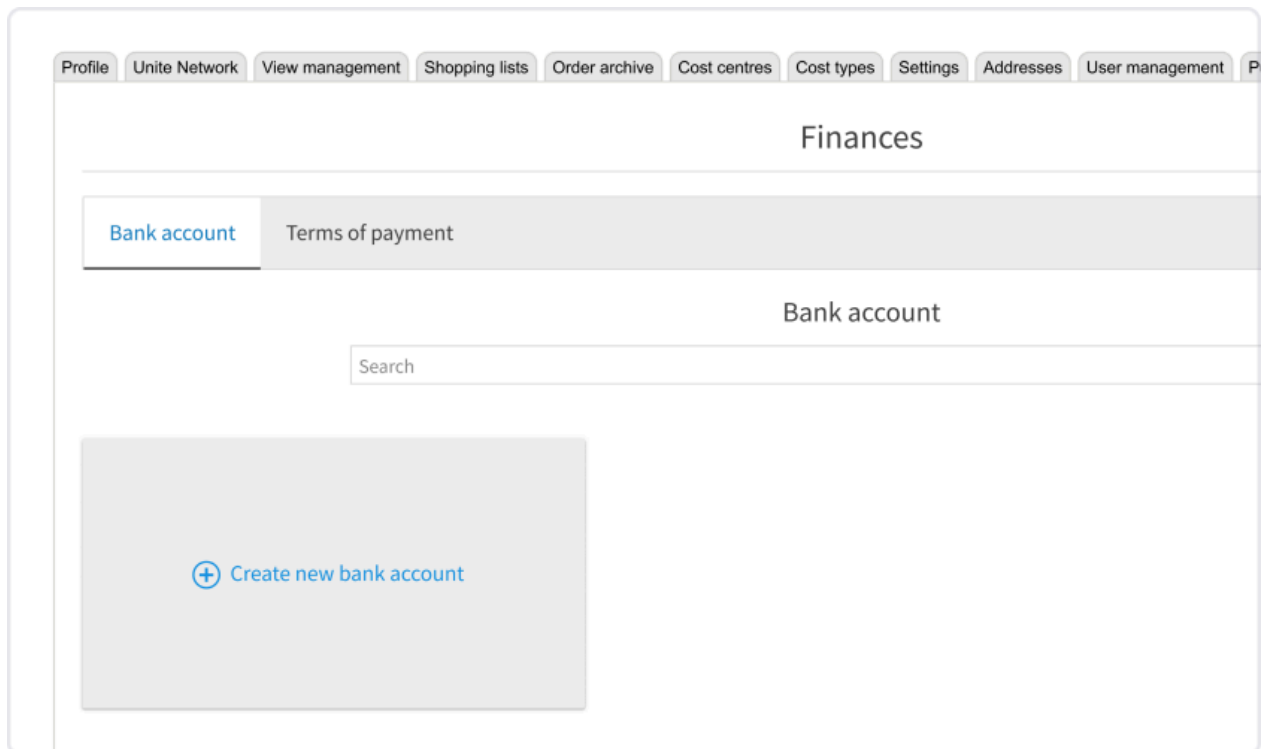 Profile Unite Network View management Shopping lists Order archive Cost centres Cost types Settings Addresses User management
Finances
Bank account Terms of payment
Bank account
Search
Create new bank account